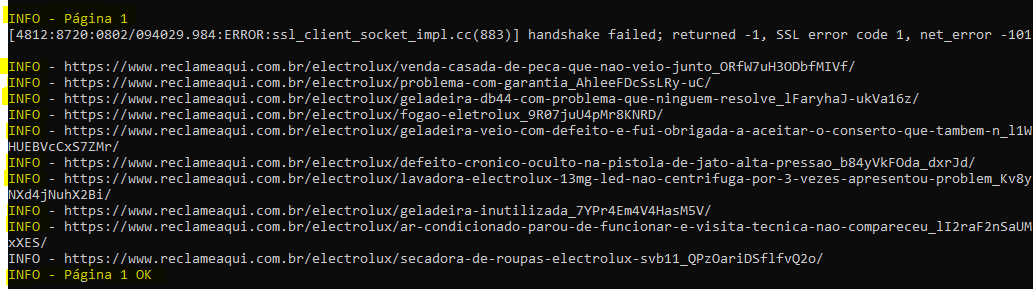 INFO - Página 1
[4812:8720:0802/094029.984:ERROR:ssl_client_socket_impl.cc(883)] handshake failed; returned -1, SSL error code 1, net_error -101
INFO - https://www.reclameaqui.com.br/electrolux/venda-casada-de-peca-que-nao-veio-junto_ORfW7uH3ODbfMIVf/
INFO - https://www.reclameaqui.com.br/electrolux/problema-com-garantia_AhleeFDcSsLRy-uC/
INFO - https://www.reclameaqui.com.br/electrolux/geladeira-db44-com-problema-que-ninguem-resolve_lFaryhaJ-ukVa16z/
INFO - https://www.reclameaqui.com.br/electrolux/fogao-eletrolux_9R07juU4pMr8KNRD/
INFO - https://www.reclameaqui.com.br/electrolux/geladeira-veio-com-defeito-e-fui-obrigada-a-aceitar-o-conserto-que-tambem-n_l1W
HUEBVcCxS7ZMr/
INFO - https://www.reclameaqui.com.br/electrolux/defeito-cronico-oculto-na-pistola-de-jato-alta-pressao_b84yVkFOda_dxrJd/
INFO - https://www.reclameaqui.com.br/electrolux/lavadora-electrolux-13mg-led-nao-centrifuga-por-3-vezes-apresentou-problem_Kv8y
NXd4jNuhX2Bi/
INFO - https://www.reclameaqui.com.br/electrolux/geladeira-inutilizada_7YPr4Em4V4HasM5V/
INFO - https://www.reclameaqui.com.br/electrolux/ar-condicionado-parou-de-funcionar-e-visita-tecnica-nao-compareceu_lI2raF2nSaUM
xXES/
INFO - https://www.reclameaqui.com.br/electrolux/secadora-de-roupas-electrolux-svb11_QPzOariDSflfvQ2o/
INFO - Página 1 OK